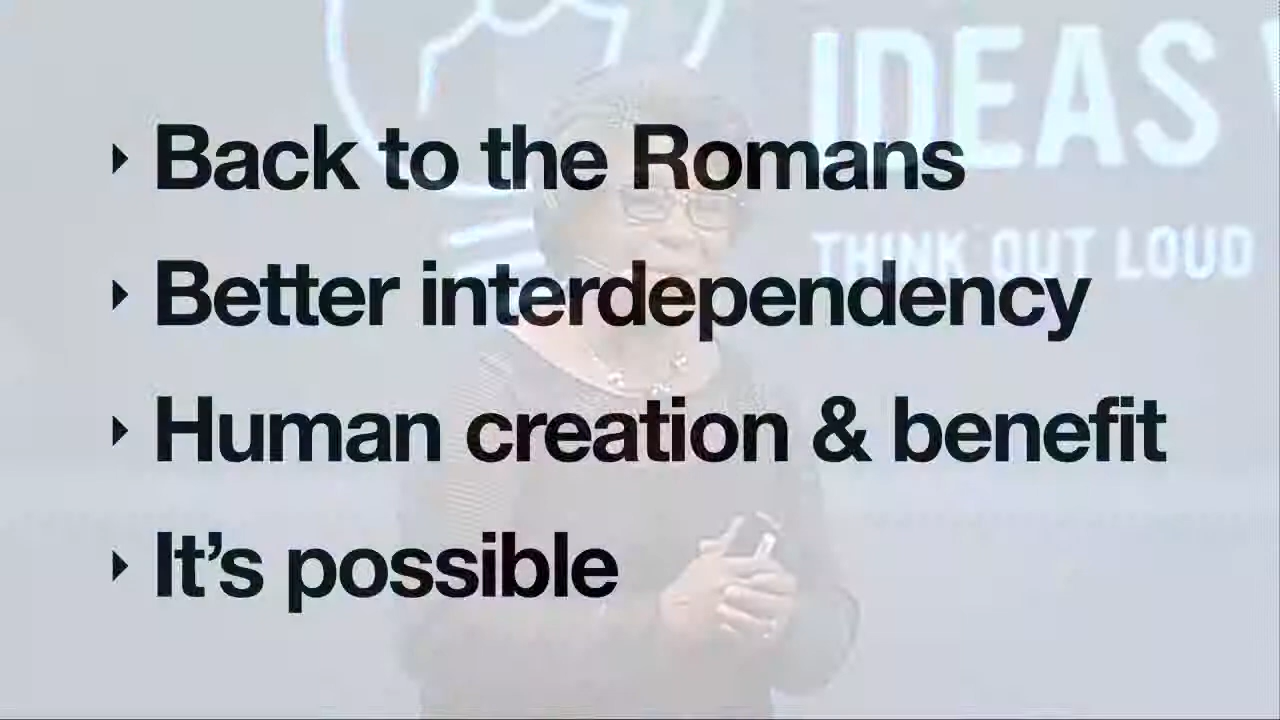 IDEAS
THINK OUT LOUD
Back to the Romans
Better interdependency
Human creation & benefit
It's possible